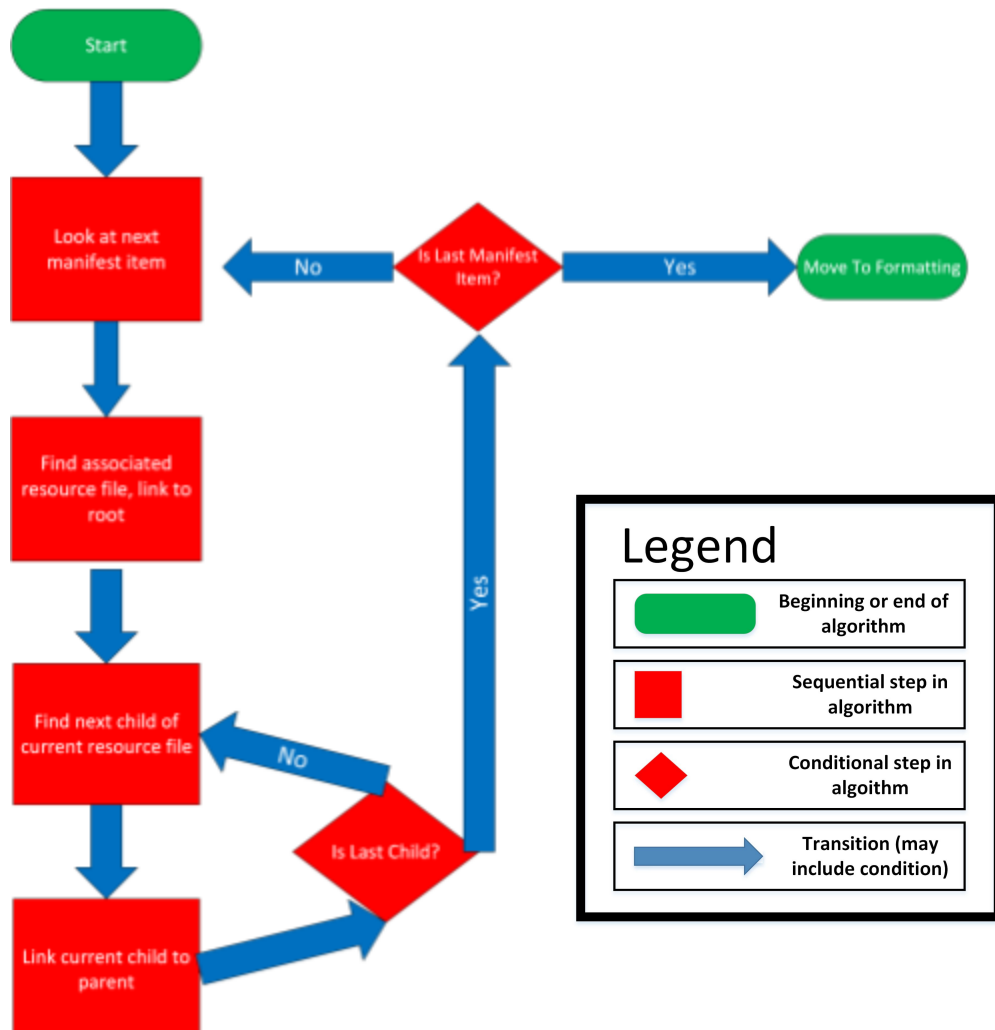 Start
Look at next
manifest item
Find associated
resource file, link to
root
Find next child of
current resource file
Link current child to
parent
Is Last Child?
No
Yes
Is Last Manifest
Item?
No
Yes
Move To Formatting
Legend
Beginning or end of
algorithm
Sequential step in
algorithm
Conditional step in
algoithm
Transition (may
include condition)